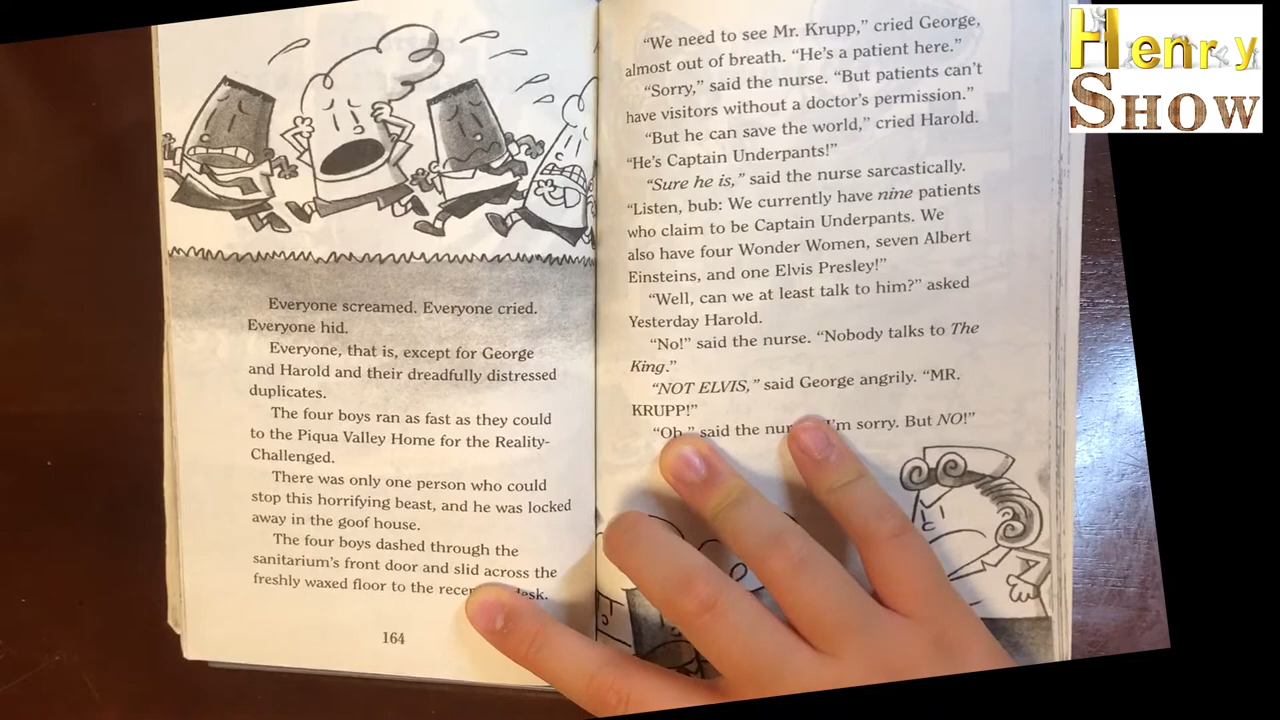 Everyone screamed. Everyone cried.
Everyone hid.
Everyone, that is, except for George
and Harold and their dreadfully distressed
duplicates.
The four boys ran as fast as they could
to the Piqua Valley Home for the Reality-
Challenged.
There was only one person who could
stop this horrifying beast, and he was locked
away in the goof house.
The four boys dashed through the
sanitarium’s front door and slid across the
freshly waxed floor to the
164
“We need to see Mr. Krupp,” cried George,
almost out of breath. “He’s a patient here.”
“Sorry,” said the nurse. “But patients can’t
have visitors without a doctor’s permission.”
“But he can save the world,” cried Harold.
“He’s Captain Underpants!”
“Sure he is,” said the nurse sarcastically.
“Listen, bub: We currently have nine patients
who claim to be Captain Underpants. We
also have four Wonder Women, seven Albert
Einsteins, and one Elvis Presley!”
“Well, can we at least talk to him?” asked
Yesterday Harold.
“No!” said the nurse. “Nobody talks to The
King.”
“NOT ELVIS,” said George angrily. “MR.
KRUPP!”
“Oh,” said the I’m sorry. But NO!”
Henry
SHOW